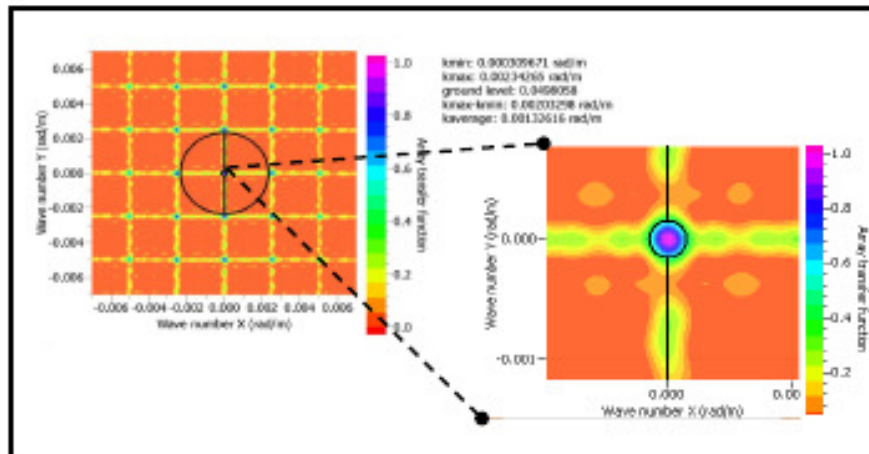 kmin: 0.000309671 rad/m
kmax: 0.00234265 rad/m
ground level: 0.0498058
kmax-kmin: 0.00203298 rad/m
kaverage: 0.00132616 rad/m
0.006
0.004
0.002
0.000
-0.002
-0.004
-0.006
Wave number Y (rad/m)
-0.006 -0.004 -0.002 0.000 0.002 0.004 0.006
Wave number X (rad/m)
1.0
0.8
0.6
0.4
0.2
0.0
Array transfer function
0.000
-0.001
Wave number Y (rad/m)
0.000 0.00
Wave number X (rad/m)
1.0
0.8
0.6
0.4
0.2
Array transfer function